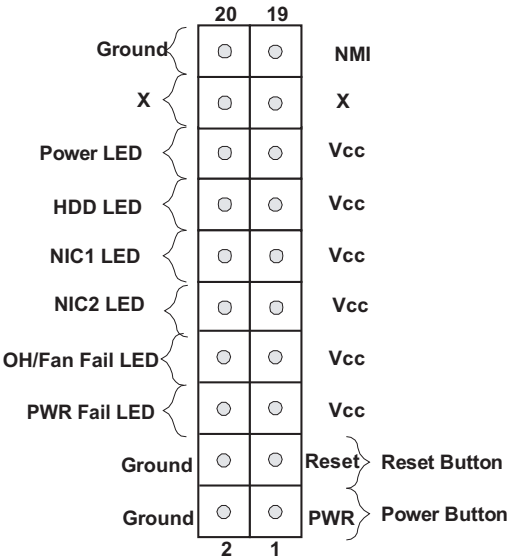 20 19
Ground NMI
X X
Power LED Vcc
HDD LED Vcc
NIC1 LED Vcc
NIC2 LED Vcc
OH/Fan Fail LED Vcc
PWR Fail LED Vcc
Ground Reset Reset Button
Ground PWR Power Button
2 1